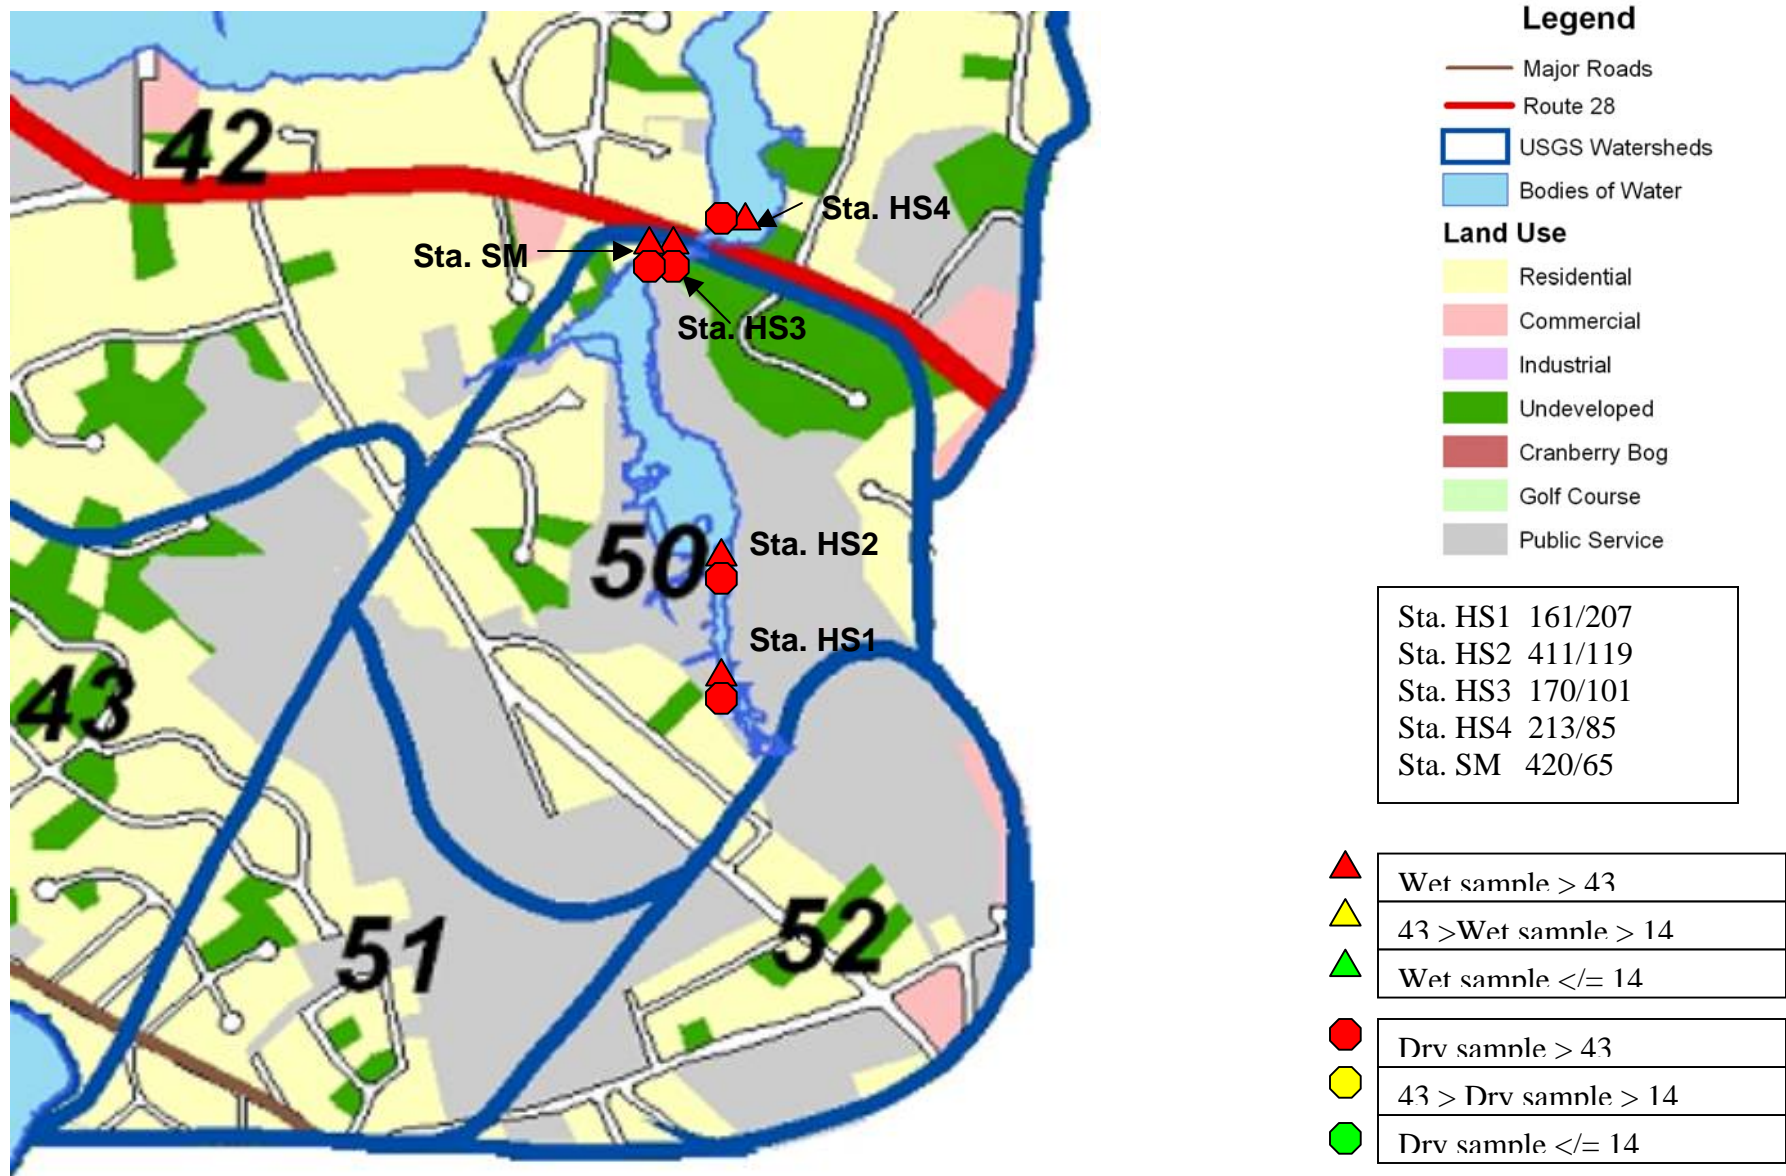 42
Sta. HS4
Sta. SM
Sta. HS3
50
Sta. HS2
Sta. HS1
43
51
52
Legend
Major Roads
Route 28
USGS Watersheds
Bodies of Water
Land Use
Residential
Commercial
Industrial
Undeveloped
Cranberry Bog
Golf Course
Public Service
Sta. HS1 161/207
Sta. HS2 411/119
Sta. HS3 170/101
Sta. HS4 213/85
Sta. SM 420/65
Wet sample > 43
43 >Wet sample > 14
Wet sample </= 14
Dry sample > 43
43 > Dry sample > 14
Dry sample </= 14